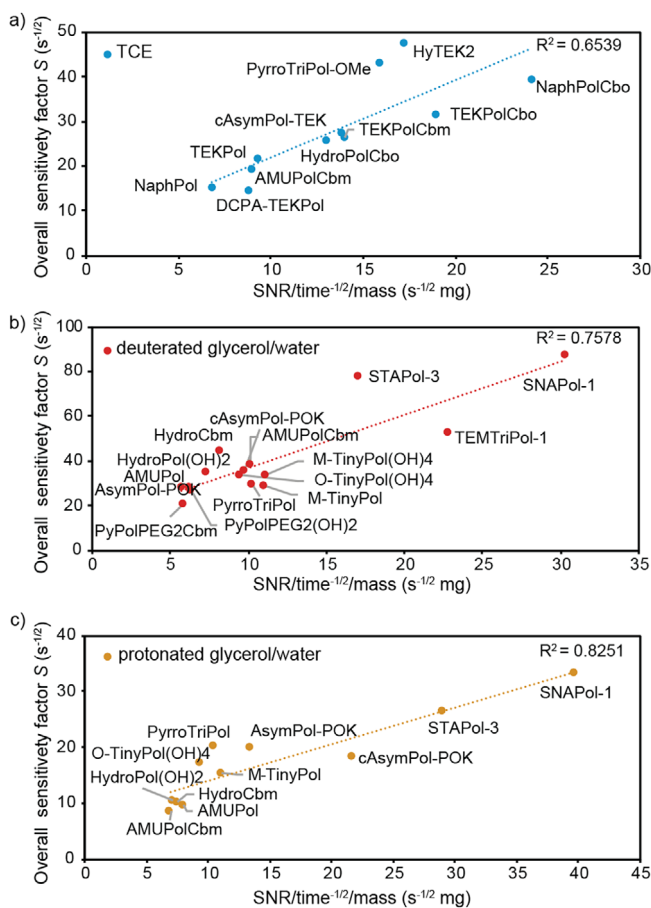 a)
Overall sensitivety factor S (s-1/2)
50
40
30
20
10
0
TCE
R2 = 0.6539
HyTEK2
PyrroTriPol-OMe
NaphPolCbo
cAsymPol-TEK
TEKPolCbo
TEKPolCbm
TEKPol
HydroPolCbo
AMUPolCbm
NaphPol
DCPA-TEKPol
5
10
15
20
25
30
SNR/time-1/2/mass (s-1/2 mg)
b)
Overall sensitivity factor S (s-1/2)
100
80
60
40
20
0
deuterated glycerol/water
R2 = 0.7578
STAPol-3
SNAPol-1
cAsymPol-POK
HydroCbm
AMUPolCbm
TEMTriPol-1
HydroPol(OH)2
M-TinyPol(OH)4
AMUPol
O-TinyPol(OH)4
AsymPol-POK
PyrroTriPol
M-TinyPol
PyPolPEG2Cbm
PyPolPEG2(OH)2
0
5
10
15
20
25
30
35
SNR/time-1/2/mass (s-1/2 mg)
c)
Overall sensitivity factor S (s-1/2)
40
30
20
10
0
protonated glycerol/water
R2 = 0.8251
SNAPol-1
STAPol-3
PyrroTriPol
AsymPol-POK
O-TinyPol(OH)4
cAsymPol-POK
HydroPol(OH)2
M-TinyPol
HydroCbm
AMUPol
AMUPolCbm
0
5
10
15
20
25
30
35
40
45
SNR/time-1/2/mass (s-1/2 mg)